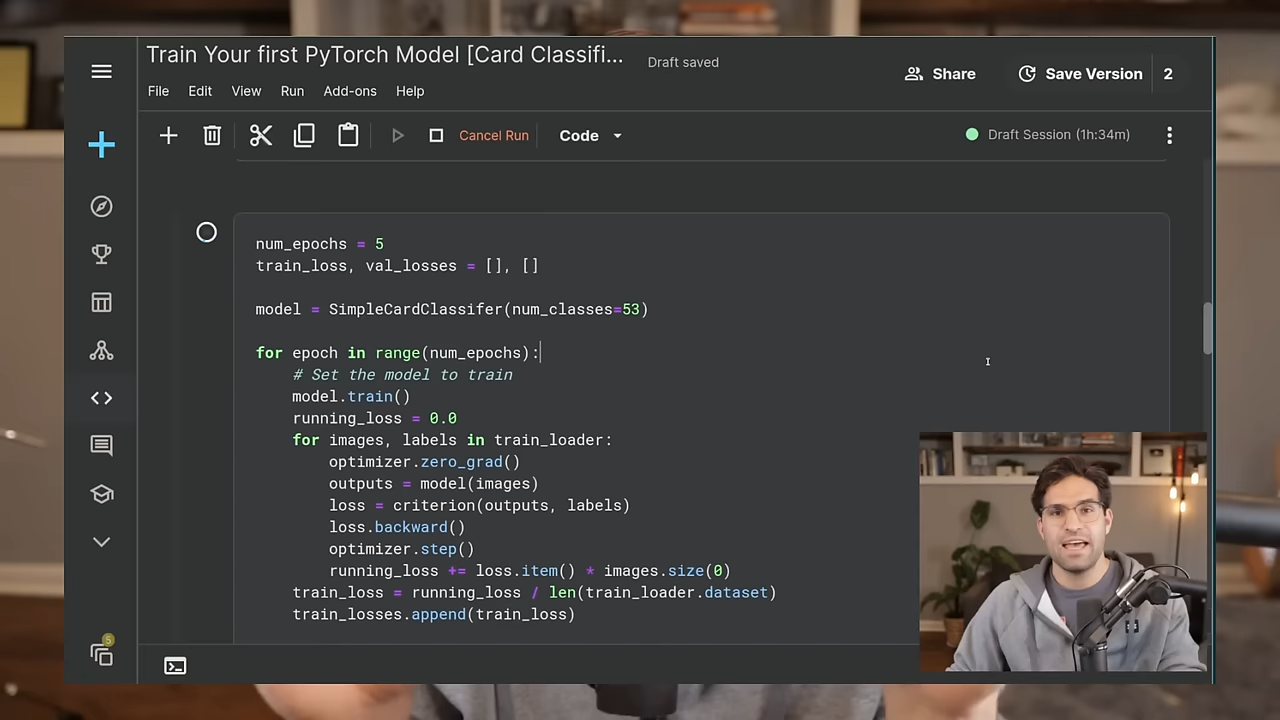 Train Your first PyTorch Model [Card Classifi...
Draft saved
Share
Save Version
2
File Edit View Run Add-ons Help
Cancel Run
Code
Draft Session (1h:34m)
num_epochs = 5
train_loss, val_losses = [], []
model = SimpleCardClassifer(num_classes=53)
for epoch in range(num_epochs):
# Set the model to train
model.train()
running_loss = 0.0
for images, labels in train_loader:
optimizer.zero_grad()
outputs = model(images)
loss = criterion(outputs, labels)
loss.backward()
optimizer.step()
running_loss += loss.item() * images.size(0)
train_loss = running_loss / len(train_loader.dataset)
train_losses.append(train_loss)
5